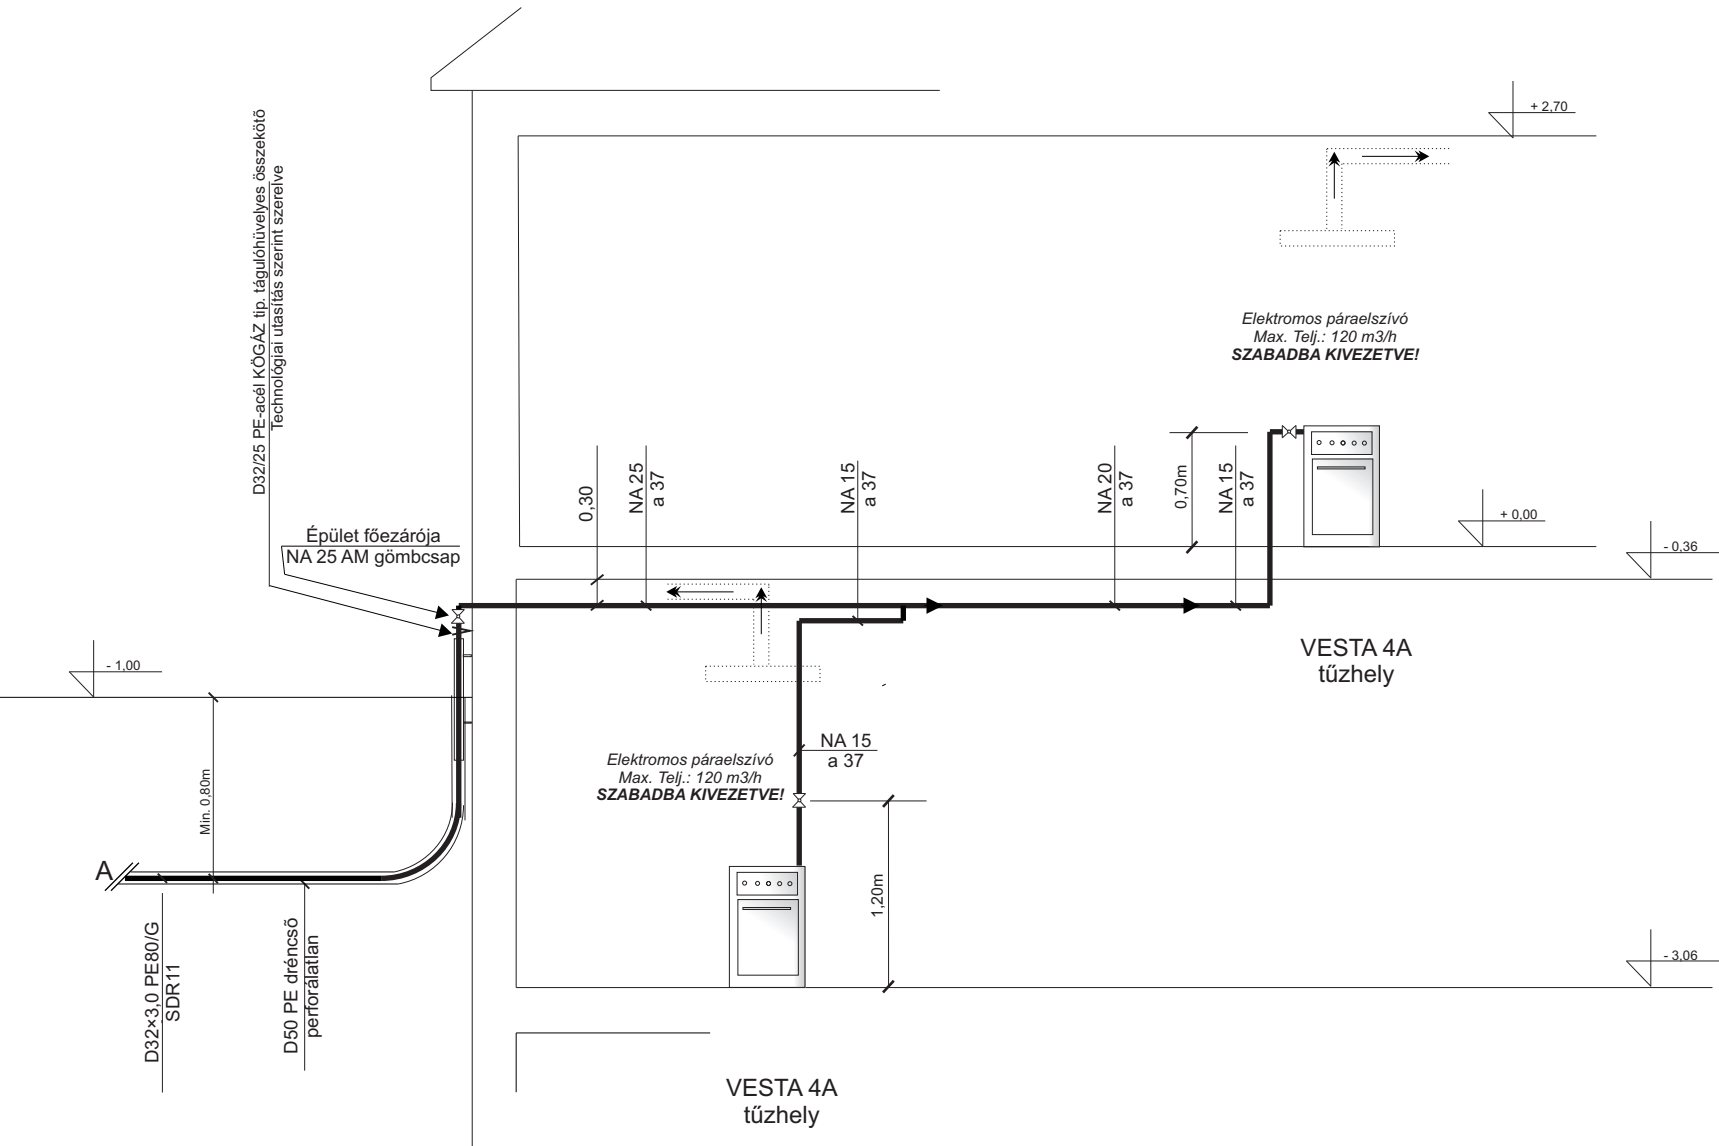 + 2,70
D32/25 PE-acél KÖGÁZ tip. tágulóhüvelyes összekötő
Technológiai utasítás szerint szerelve
Elektromos páraelszívó
Max. Telj.: 120 m3/h
SZABADBA KIVEZETVE!
0,30
NA 25
a 37
NA 15
a 37
NA 20
a 37
0,70m
NA 15
a 37
+ 0,00
- 0,36
Épület főezárója
NA 25 AM gömbcsap
VESTA 4A
tűzhely
- 1,00
Min. 0,80m
NA 15
a 37
Elektromos páraelszívó
Max. Telj.: 120 m3/h
SZABADBA KIVEZETVE!
A
1,20m
D32×3,0 PE80/G
SDR11
D50 PE dréncső
perforálatlan
- 3,06
VESTA 4A
tűzhely